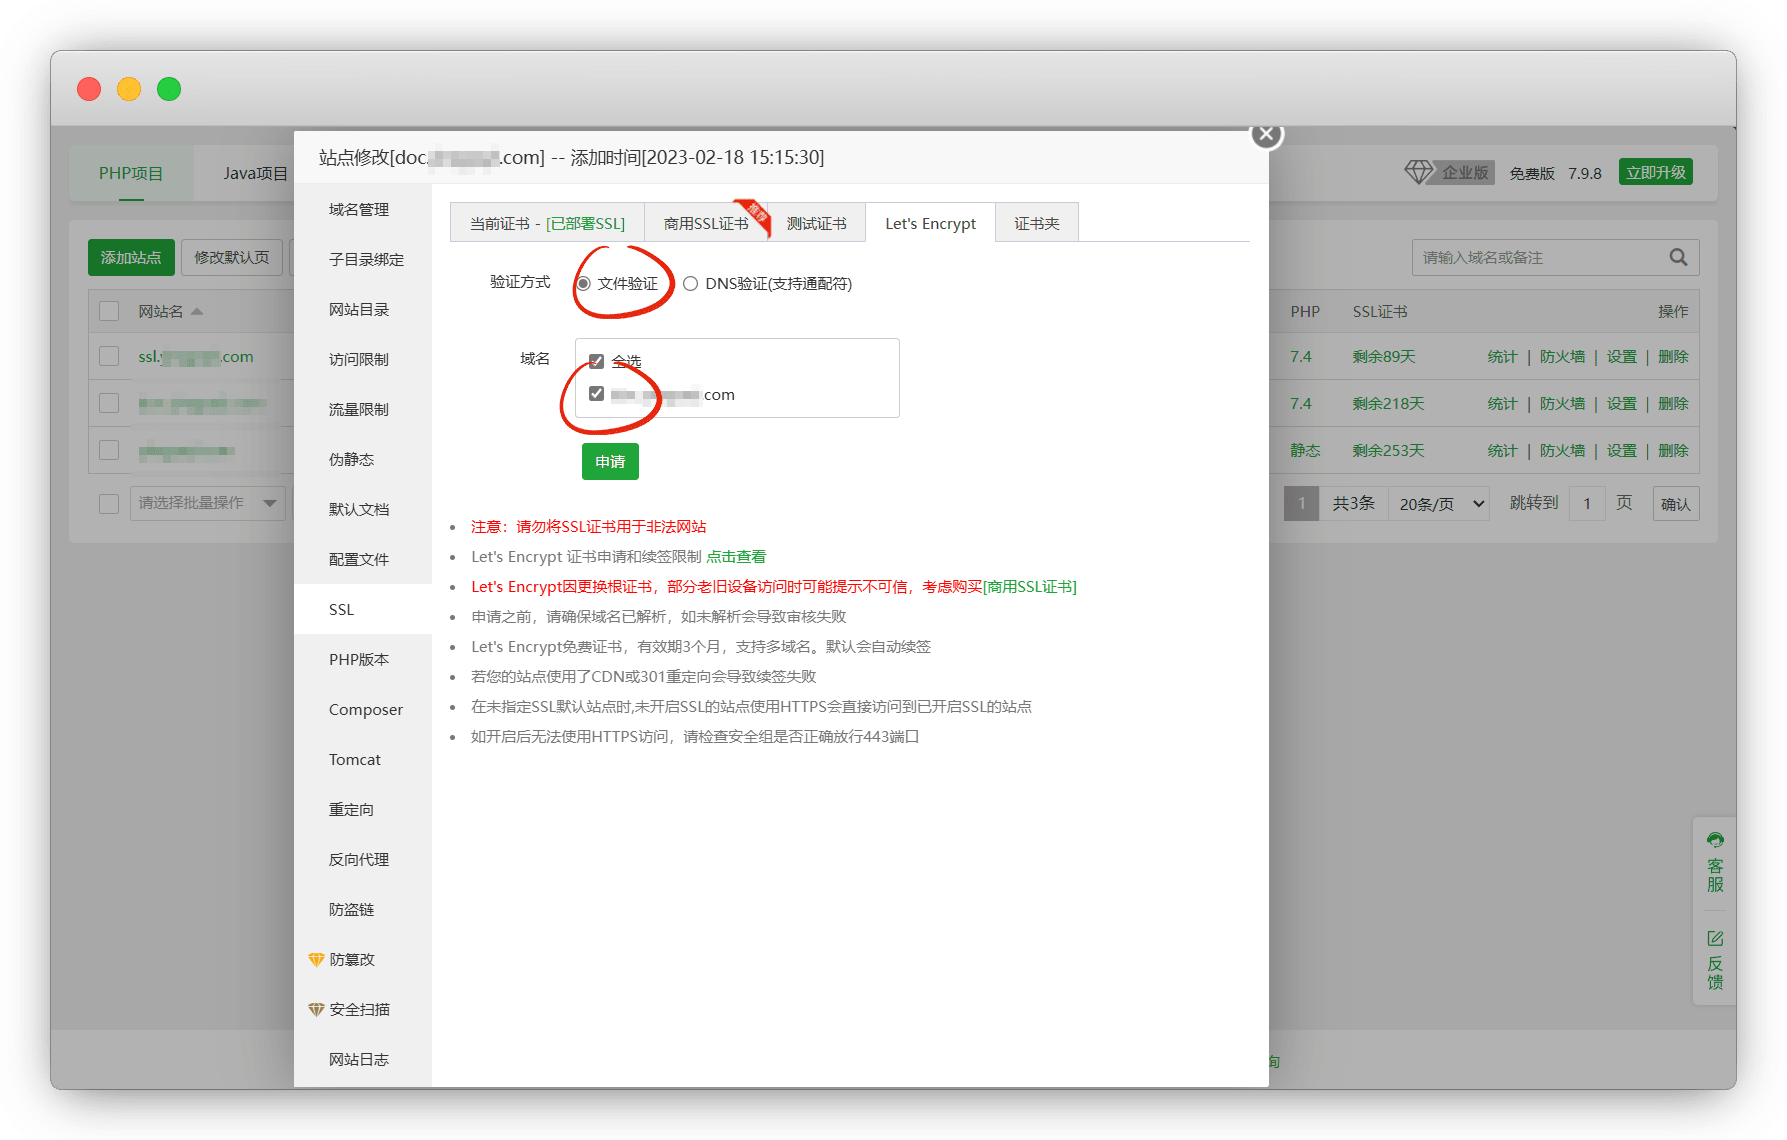 站点修改[doc. .com] -- 添加时间[2023-02-18 15:15:30]
PHP项目
Java项目
企业版
免费版 7.9.8
立即升级
添加站点
修改默认页
请输入域名或备注
网站名
PHP
SSL证书
操作
ssl. .com
7.4
剩余89天
统计 | 防火墙 | 设置 | 删除
7.4
剩余218天
统计 | 防火墙 | 设置 | 删除
静态
剩余253天
统计 | 防火墙 | 设置 | 删除
请选择批量操作
1
共3条
20条/页
跳转到
1
页
确认
域名管理
子目录绑定
网站目录
访问限制
流量限制
伪静态
默认文档
配置文件
SSL
PHP版本
Composer
Tomcat
重定向
反向代理
防盗链
防篡改
安全扫描
网站日志
当前证书 - [已部署SSL]
商用SSL证书
推荐
测试证书
Let's Encrypt
证书夹
验证方式
文件验证
DNS验证(支持通配符)
域名
全选
.com
申请
注意：请勿将SSL证书用于非法网站
Let's Encrypt 证书申请和续签限制 点击查看
Let's Encrypt因更换根证书，部分老旧设备访问时可能提示不可信，考虑购买[商用SSL证书]
申请之前，请确保域名已解析，如未解析会导致审核失败
Let's Encrypt免费证书，有效期3个月，支持多域名。默认会自动续签
若您的站点使用了CDN或301重定向会导致续签失败
在未指定SSL默认站点时,未开启SSL的站点使用HTTPS会直接访问到已开启SSL的站点
如开启后无法使用HTTPS访问，请检查安全组是否正确放行443端口
客服
反馈
询